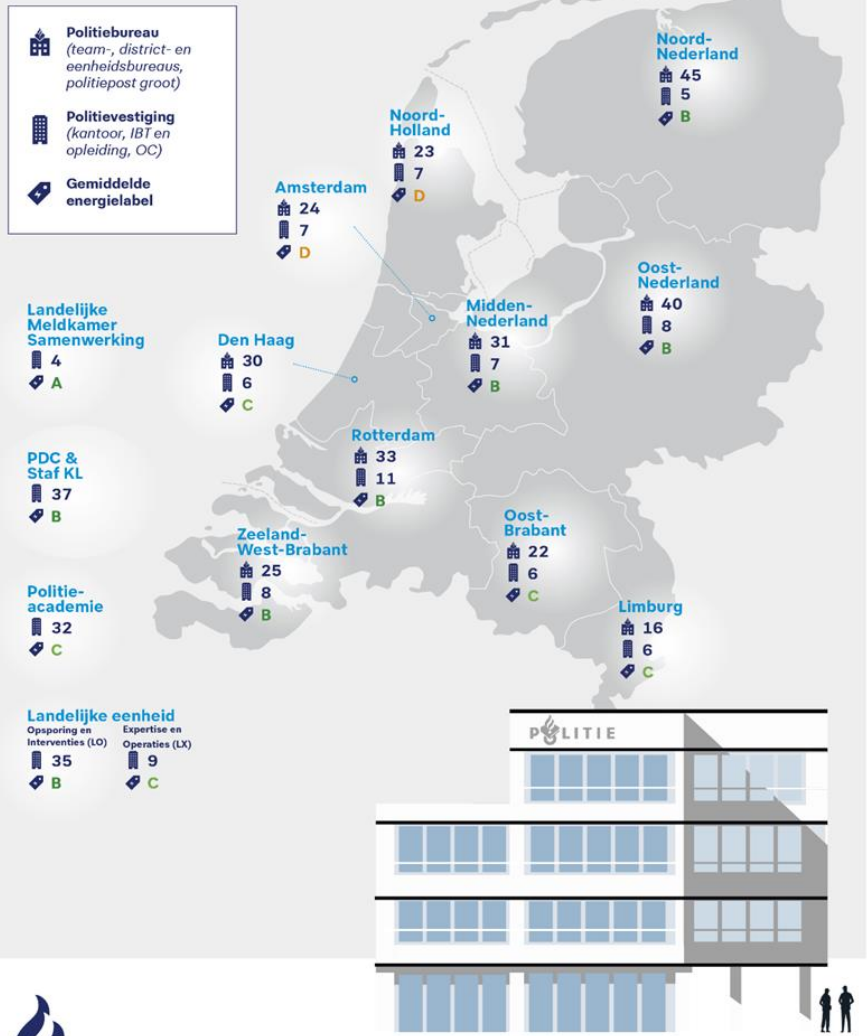 Politiebureau
(team-, district- en
eenheidsbureaus,
politiepost groot)
Politievestiging
(kantoor, IBT en
opleiding, OC)
Gemiddelde
energielabel
Noord-
Nederland
45
5
B
Noord-
Holland
23
7
D
Amsterdam
24
7
D
Oost-
Nederland
40
8
B
Midden-
Nederland
31
7
B
Landelijke
Meldkamer
Samenwerking
4
A
Den Haag
30
6
C
Rotterdam
33
11
B
PDC &
Staf KL
37
B
Oost-
Brabant
22
6
C
Zeeland-
West-Brabant
25
8
B
Politie-
academie
32
C
Limburg
16
6
C
Landelijke eenheid
Opsporing en
Interventies (LO)
35
B
Expertise en
Operaties (LX)
9
C
POLITIE